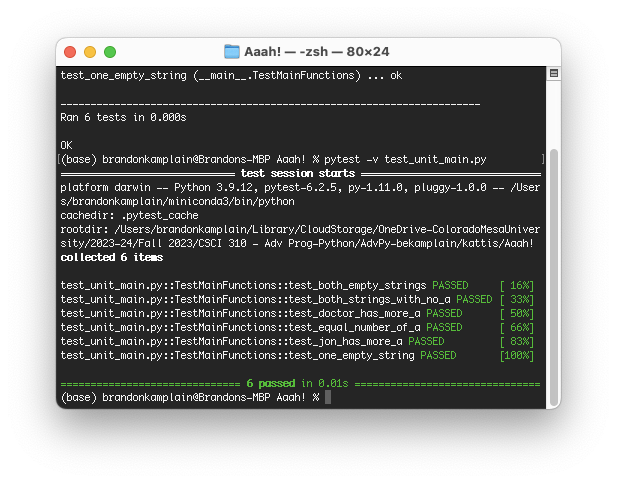 Aaah! — -zsh — 80×24
test_one_empty_string (__main__.TestMainFunctions) ... ok
----------------------------------------------------------------------
Ran 6 tests in 0.000s
OK
[(base) brandonkamplain@Brandons-MBP Aaah! % pytest -v test_unit_main.py ]
============================== test session starts ==============================
platform darwin -- Python 3.9.12, pytest-6.2.5, py-1.11.0, pluggy-1.0.0 -- /User
s/brandonkamplain/miniconda3/bin/python
cachedir: .pytest_cache
rootdir: /Users/brandonkamplain/Library/CloudStorage/OneDrive-ColoradoMesaUniver
sity/2023-24/Fall 2023/CSCI 310 - Adv Prog-Python/AdvPy-bekamplain/kattis/Aaah!
collected 6 items
test_unit_main.py::TestMainFunctions::test_both_empty_strings PASSED [ 16%]
test_unit_main.py::TestMainFunctions::test_both_strings_with_no_a PASSED [ 33%]
test_unit_main.py::TestMainFunctions::test_doctor_has_more_a PASSED [ 50%]
test_unit_main.py::TestMainFunctions::test_equal_number_of_a PASSED [ 66%]
test_unit_main.py::TestMainFunctions::test_jon_has_more_a PASSED [ 83%]
test_unit_main.py::TestMainFunctions::test_one_empty_string PASSED [100%]
============================== 6 passed in 0.01s ===============================
(base) brandonkamplain@Brandons-MBP Aaah! %